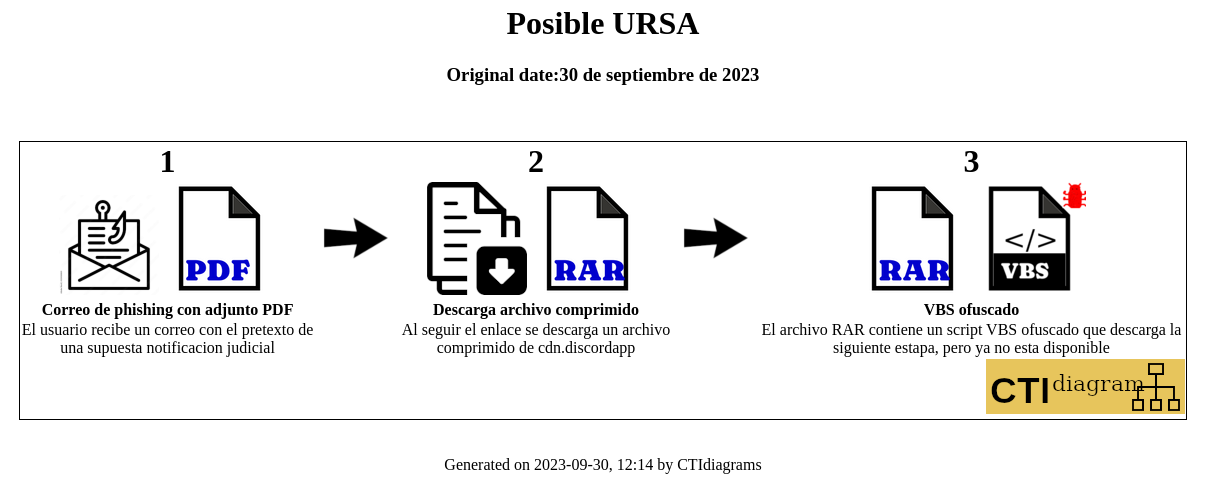 Posible URSA
Original date:30 de septiembre de 2023
1
2
3
PDF
RAR
RAR
</>
VBS
Correo de phishing con adjunto PDF
El usuario recibe un correo con el pretexto de
una supuesta notificacion judicial
Descarga archivo comprimido
Al seguir el enlace se descarga un archivo
comprimido de cdn.discordapp
VBS ofuscado
El archivo RAR contiene un script VBS ofuscado que descarga la
siguiente estapa, pero ya no esta disponible
CTI diagram
Generated on 2023-09-30, 12:14 by CTIdiagrams